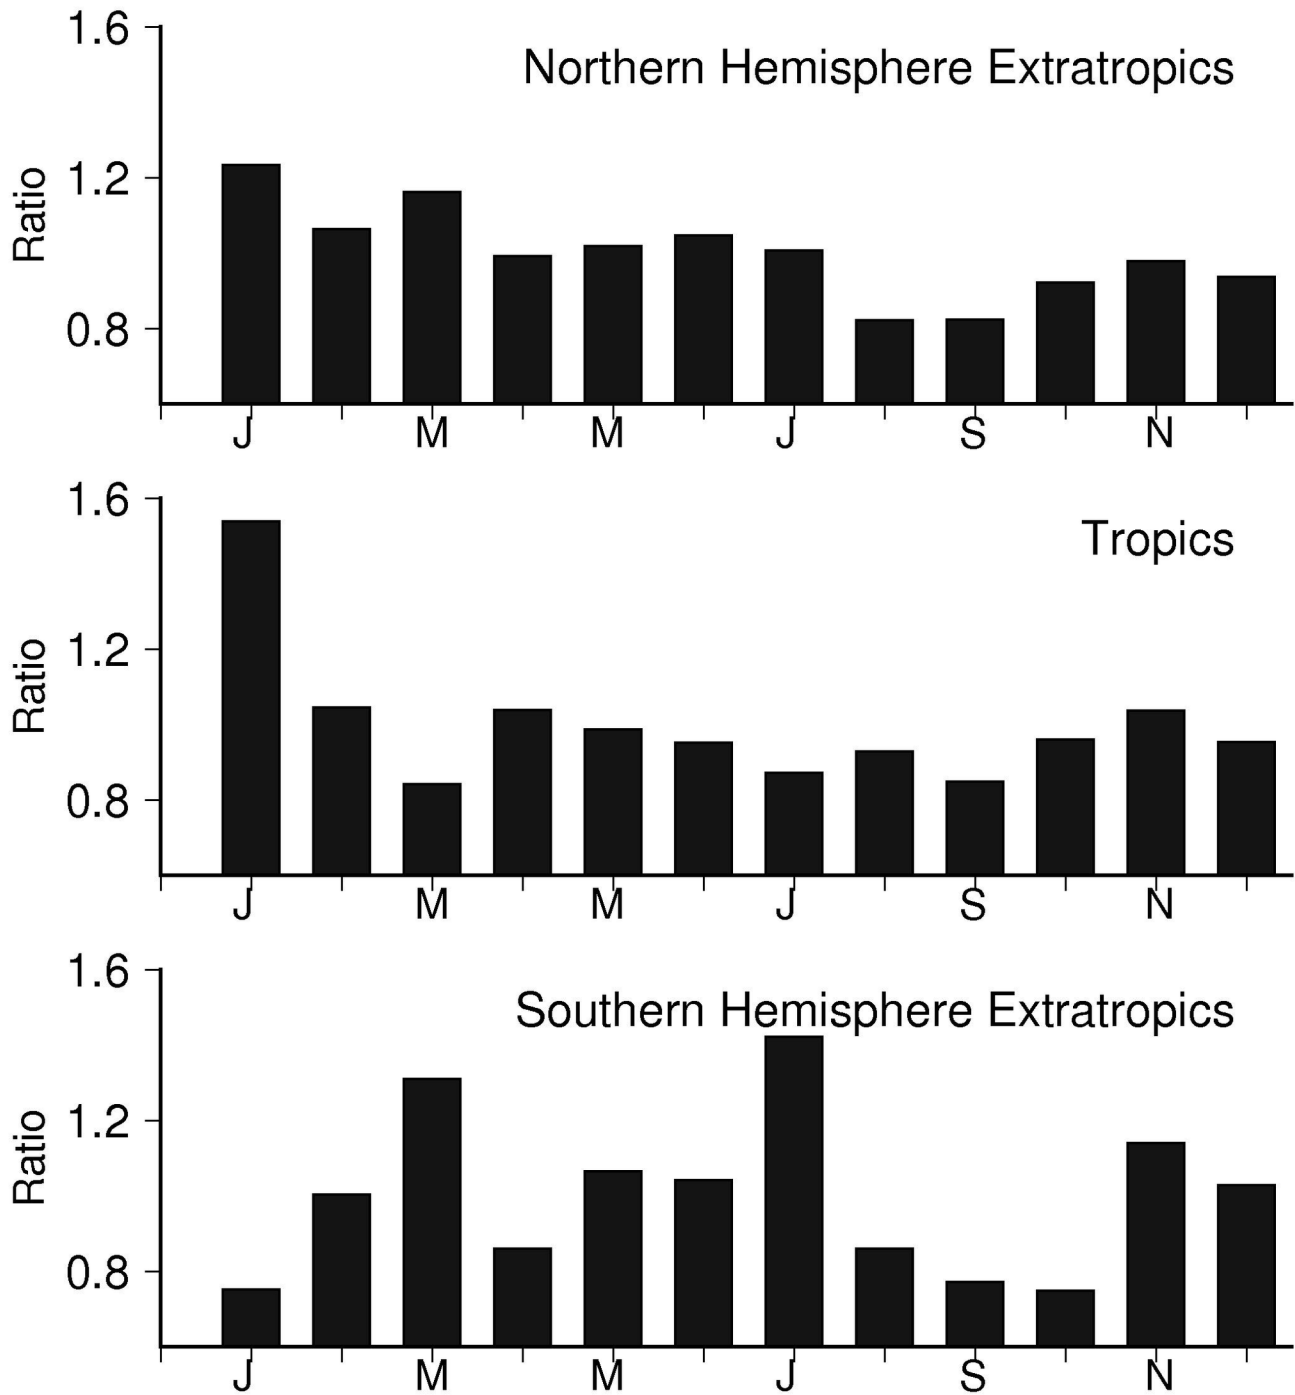 1.6
Northern Hemisphere Extratropics
1.2
Ratio
0.8
J M M J S N
1.6
Tropics
1.2
Ratio
0.8
J M M J S N
1.6
Southern Hemisphere Extratropics
1.2
Ratio
0.8
J M M J S N